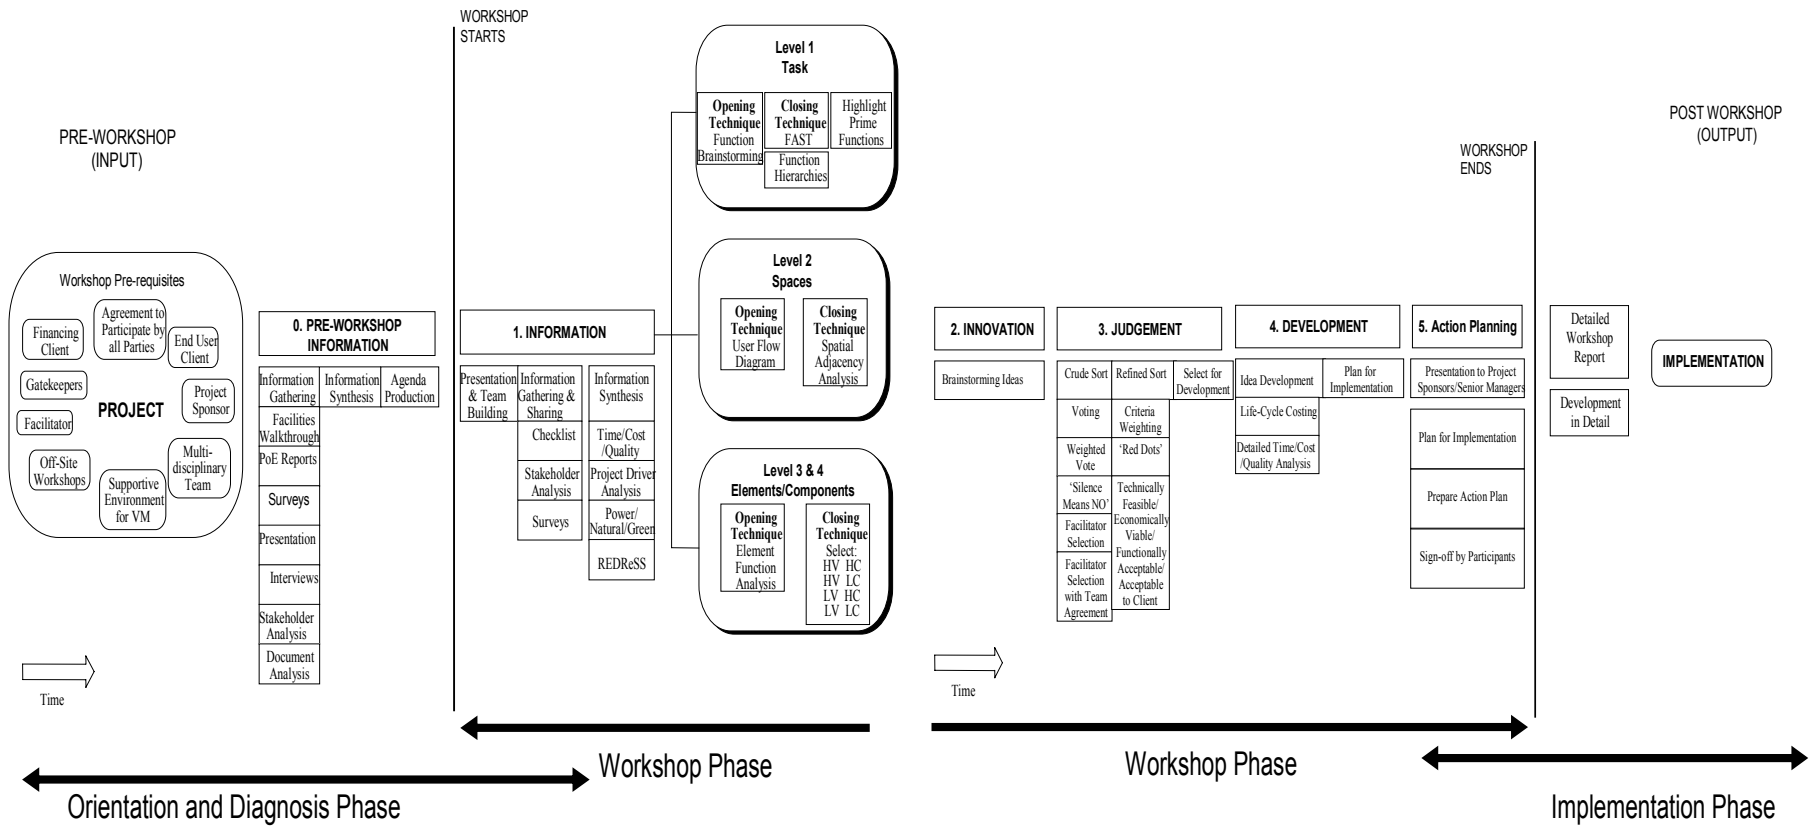 PRE-WORKSHOP
(INPUT)
Workshop Pre-requisites
Financing
Client
Agreement to
Participate by
all Parties
End User
Client
Gatekeepers
PROJECT
Project
Sponsor
Facilitator
Off-Site
Workshops
Supportive
Environment
for VM
Multi-
disciplinary
Team
Time
0. PRE-WORKSHOP
INFORMATION
Information
Gathering
Information
Synthesis
Agenda
Production
Facilities
Walkthrough
PoE Reports
Surveys
Presentation
Interviews
Stakeholder
Analysis
Document
Analysis
WORKSHOP
STARTS
1. INFORMATION
Presentation
& Team
Building
Information
Gathering &
Sharing
Information
Synthesis
Checklist
Stakeholder
Analysis
Surveys
Time/Cost
/Quality
Project Driver
Analysis
Power/
Natural/Green
REDReSS
Level 1
Task
Opening
Technique
Function
Brainstorming
Closing
Technique
FAST
Function
Hierarchies
Highlight
Prime
Functions
Level 2
Spaces
Opening
Technique
User Flow
Diagram
Closing
Technique
Spatial
Adjacency
Analysis
Level 3 & 4
Elements/Components
Opening
Technique
Element
Function
Analysis
Closing
Technique
Select:
HV HC
HV LC
LV HC
LV LC
2. INNOVATION
Brainstorming Ideas
3. JUDGEMENT
Crude Sort
Refined Sort
Select for
Development
Voting
Weighted
Vote
‘Silence
Means NO’
Facilitator
Selection
Facilitator
Selection
with Team
Agreement
Criteria
Weighting
‘Red Dots’
Technically
Feasible/
Economically
Viable/
Functionally
Acceptable/
Acceptable
to Client
4. DEVELOPMENT
Idea Development
Plan for
Implementation
Life-Cycle Costing
Detailed Time/Cost
/Quality Analysis
5. Action Planning
Presentation to Project
Sponsors/Senior Managers
Plan for Implementation
Prepare Action Plan
Sign-off by Participants
WORKSHOP
ENDS
POST WORKSHOP
(OUTPUT)
Detailed
Workshop
Report
Development
in Detail
IMPLEMENTATION
Time
Workshop Phase
Workshop Phase
Orientation and Diagnosis Phase
Implementation Phase